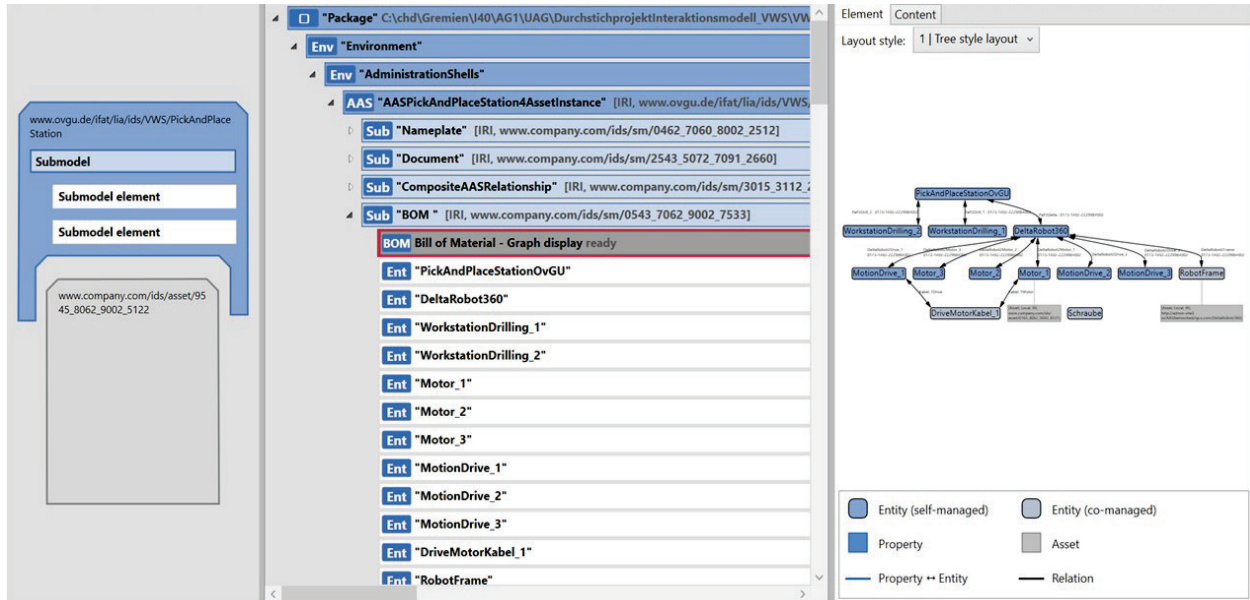 www.ovgu.de/ifat/lia/ids/VWS/PickAndPlace
Station
Submodel
Submodel element
Submodel element
www.company.com/ids/asset/95
45_8062_9002_5122
"Package" C:\chd\Gremien\I40\AG1\UAG\DurchstichprojektInteraktionsmodell_VWS\VW
Env "Environment"
Env "AdministrationShells"
AAS "AASPickAndPlaceStation4AssetInstance" [IRI, www.ovgu.de/ifat/lia/ids/VWS/
Sub "Nameplate" [IRI, www.company.com/ids/sm/0462_7060_8002_2512]
Sub "Document" [IRI, www.company.com/ids/sm/2543_5072_7091_2660]
Sub "CompositeAASRelationship" [IRI, www.company.com/ids/sm/3015_3112_2
Sub "BOM " [IRI, www.company.com/ids/sm/0543_7062_9002_7533]
BOM Bill of Material - Graph display ready
Ent "PickAndPlaceStationOvGU"
Ent "DeltaRobot360"
Ent "WorkstationDrilling_1"
Ent "WorkstationDrilling_2"
Ent "Motor_1"
Ent "Motor_2"
Ent "Motor_3"
Ent "MotionDrive_1"
Ent "MotionDrive_2"
Ent "MotionDrive_3"
Ent "DriveMotorKabel_1"
Ent "RobotFrame"
Element Content
Layout style: 1 | Tree style layout
PickAndPlaceStationOvGU
WorkstationDrilling_2 WorkstationDrilling_1 DeltaRobot360
MotionDrive_1 Motor_3 Motor_2 Motor_1 MotionDrive_2 MotionDrive_3 RobotFrame
DriveMotorKabel_1 Schraube
Entity (self-managed) Entity (co-managed)
Property Asset
Property ↔ Entity Relation